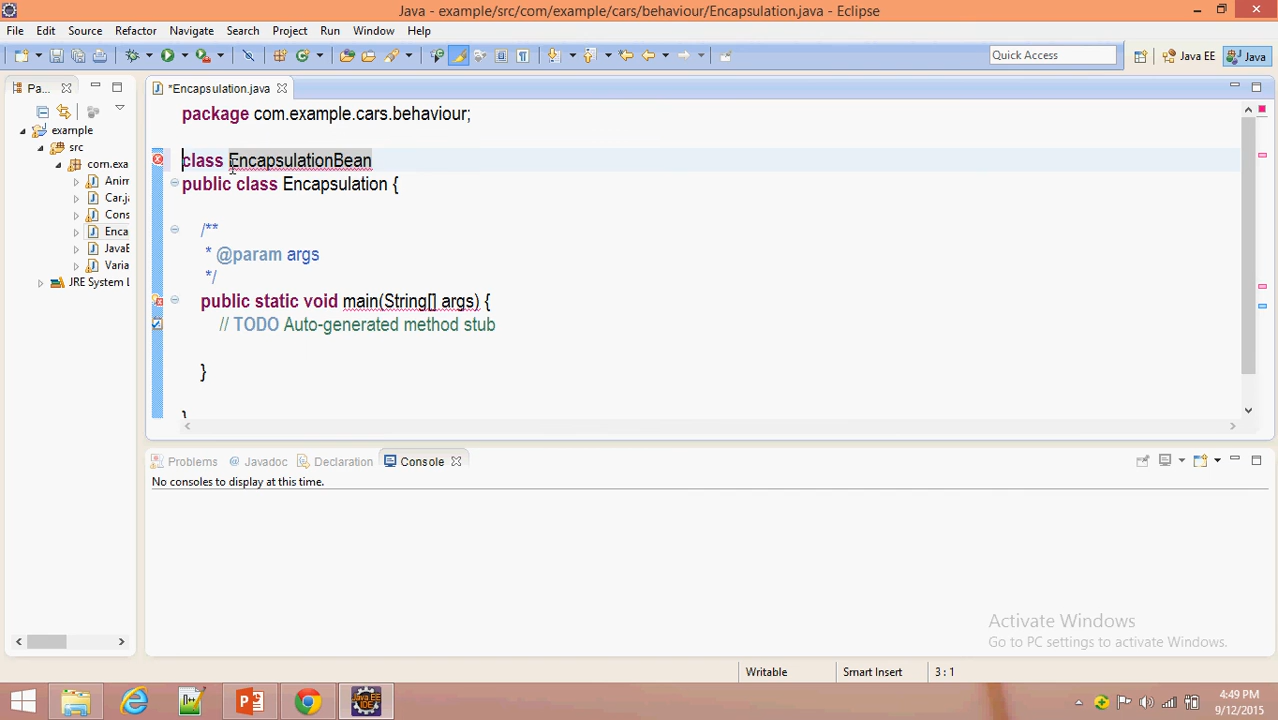 Java - example/src/com/example/cars/behaviour/Encapsulation.java - Eclipse
File Edit Source Refactor Navigate Search Project Run Window Help
Quick Access
Java EE
Java
Pa...
*Encapsulation.java
example
src
com.exa
Anim
Car.ja
Cons
Enca
JavaE
Varia
JRE System L
package com.example.cars.behaviour;
class EncapsulationBean
public class Encapsulation {
/**
* @param args
*/
public static void main(String[] args) {
// TODO Auto-generated method stub
}
}
Problems @ Javadoc Declaration Console
No consoles to display at this time.
Activate Windows
Go to PC settings to activate Windows.
Writable Smart Insert 3 : 1
Java EE
IDE
4:49 PM
9/12/2015